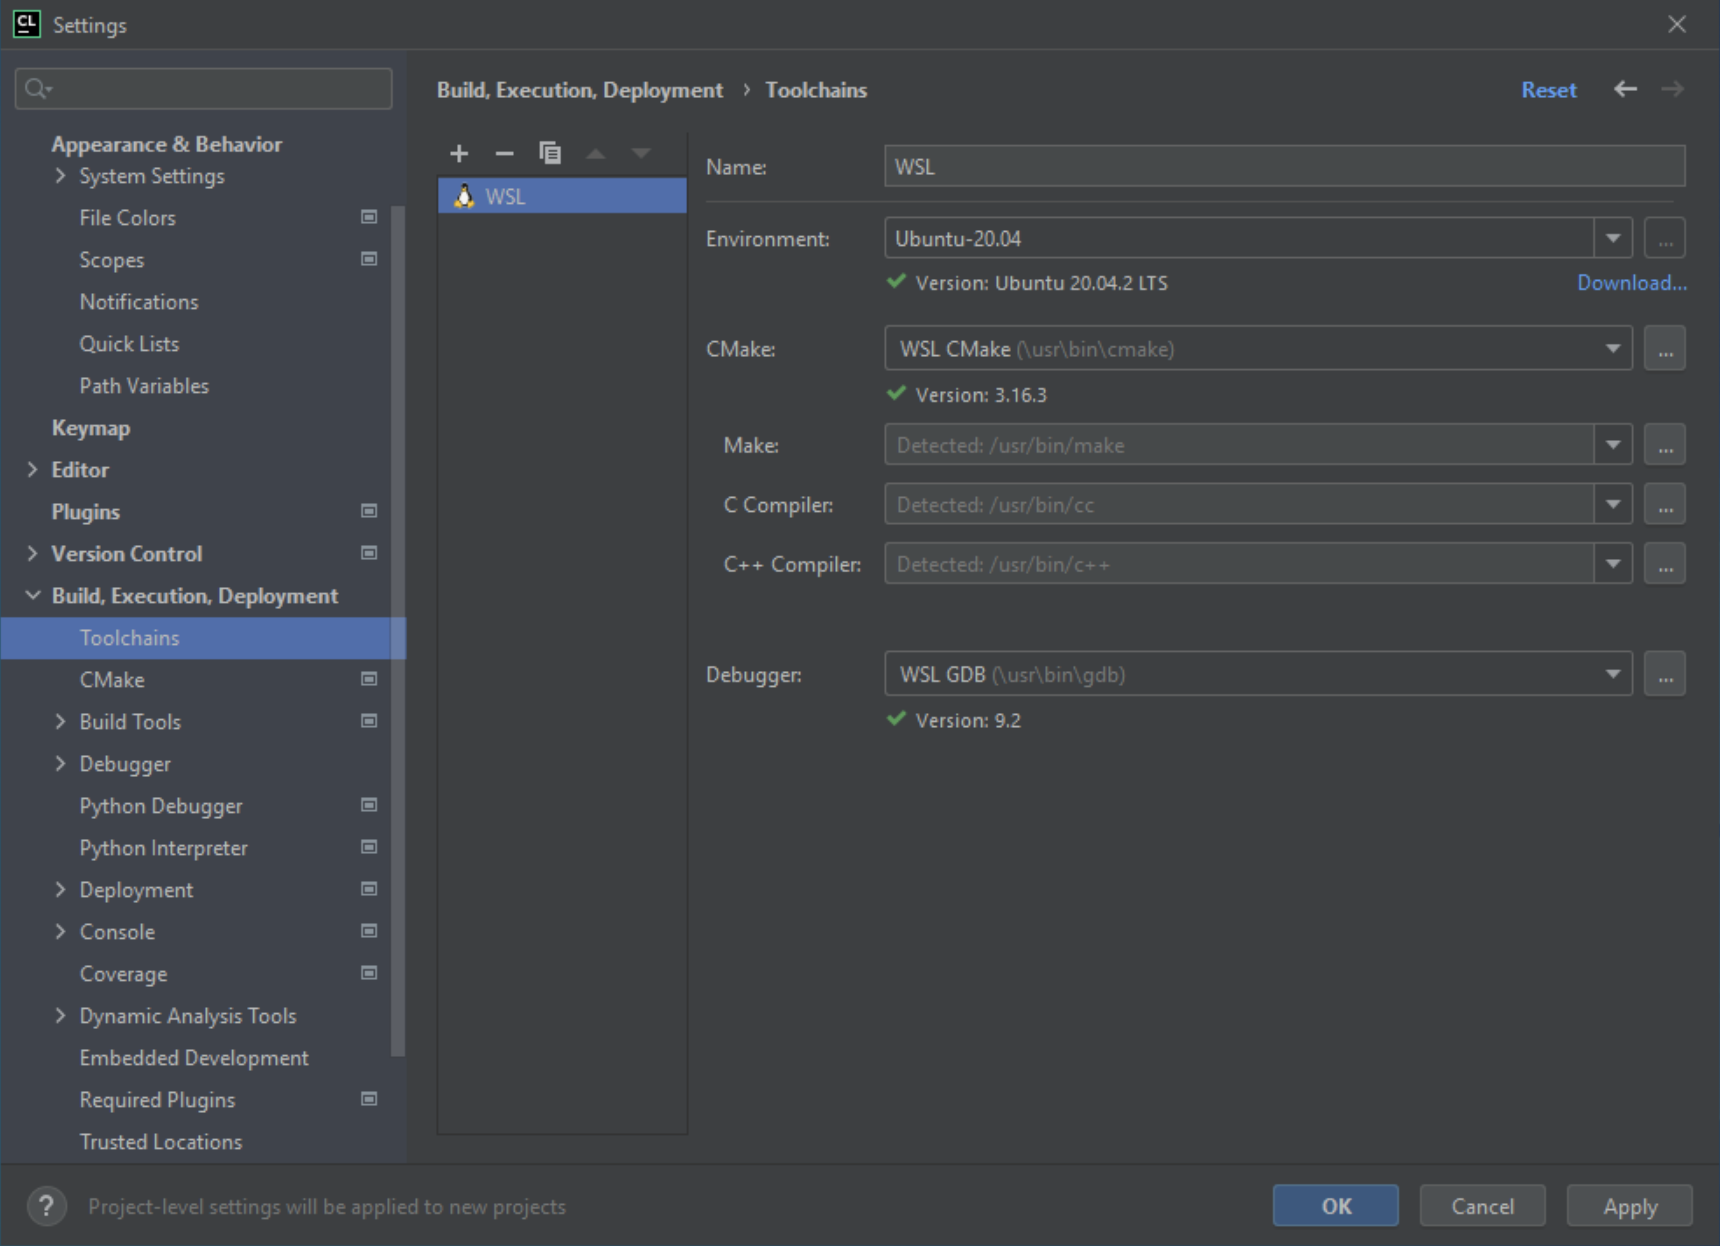 CL Settings
Appearance & Behavior
System Settings
File Colors
Scopes
Notifications
Quick Lists
Path Variables
Keymap
Editor
Plugins
Version Control
Build, Execution, Deployment
Toolchains
CMake
Build Tools
Debugger
Python Debugger
Python Interpreter
Deployment
Console
Coverage
Dynamic Analysis Tools
Embedded Development
Required Plugins
Trusted Locations
Build, Execution, Deployment › Toolchains
Reset
WSL
Name: WSL
Environment: Ubuntu-20.04 ...
Version: Ubuntu 20.04.2 LTS Download...
CMake: WSL CMake (\usr\bin\cmake) ...
Version: 3.16.3
Make: Detected: /usr/bin/make ...
C Compiler: Detected: /usr/bin/cc ...
C++ Compiler: Detected: /usr/bin/c++ ...
Debugger: WSL GDB (\usr\bin\gdb) ...
Version: 9.2
? Project-level settings will be applied to new projects
OK Cancel Apply